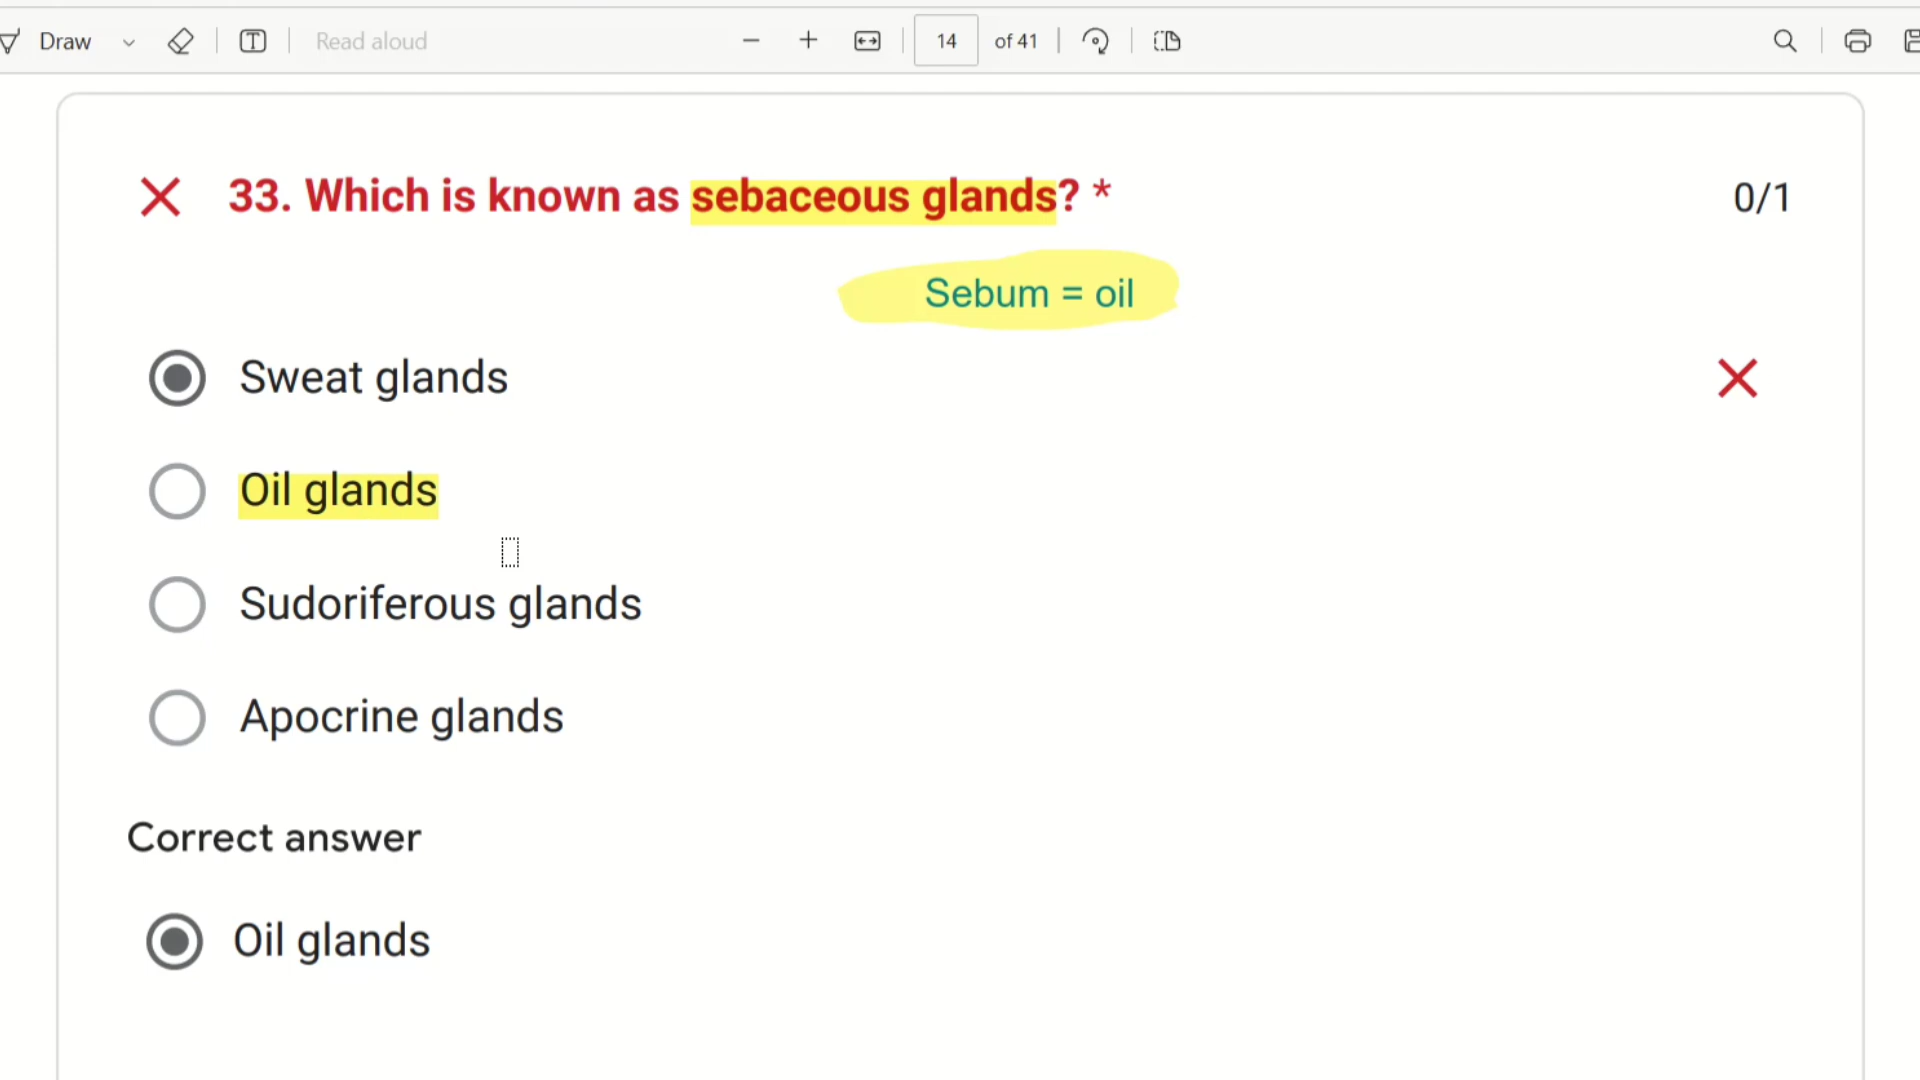 Draw Read aloud 14 of 41
33. Which is known as sebaceous glands? * 0/1
Sebum = oil
Sweat glands
Oil glands
Sudoriferous glands
Apocrine glands
Correct answer
Oil glands